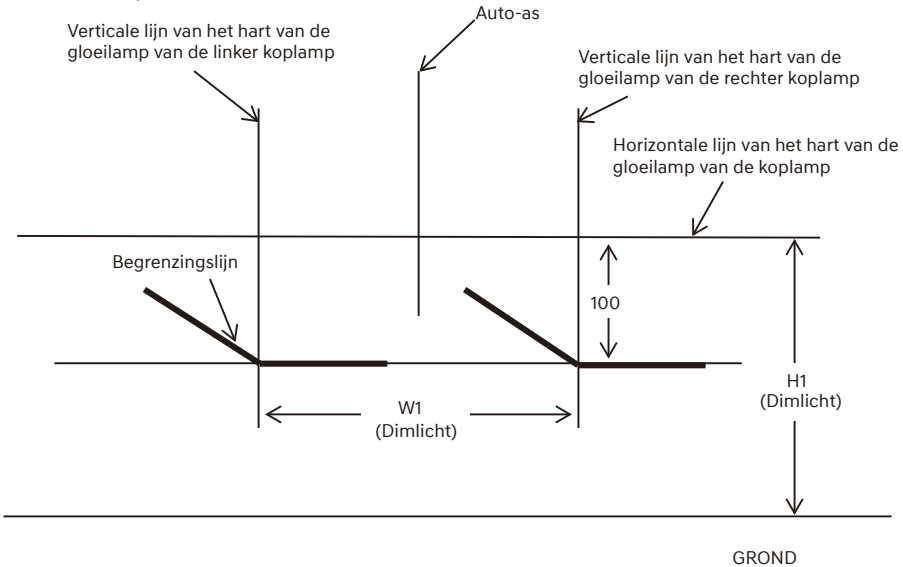 Auto-as
Verticale lijn van het hart van de
gloeilamp van de linker koplamp
Verticale lijn van het hart van de
gloeilamp van de rechter koplamp
Horizontale lijn van het hart van de
gloeilamp van de koplamp
Begrenzingslijn
100
H1
(Dimlicht)
W1
(Dimlicht)
GROND